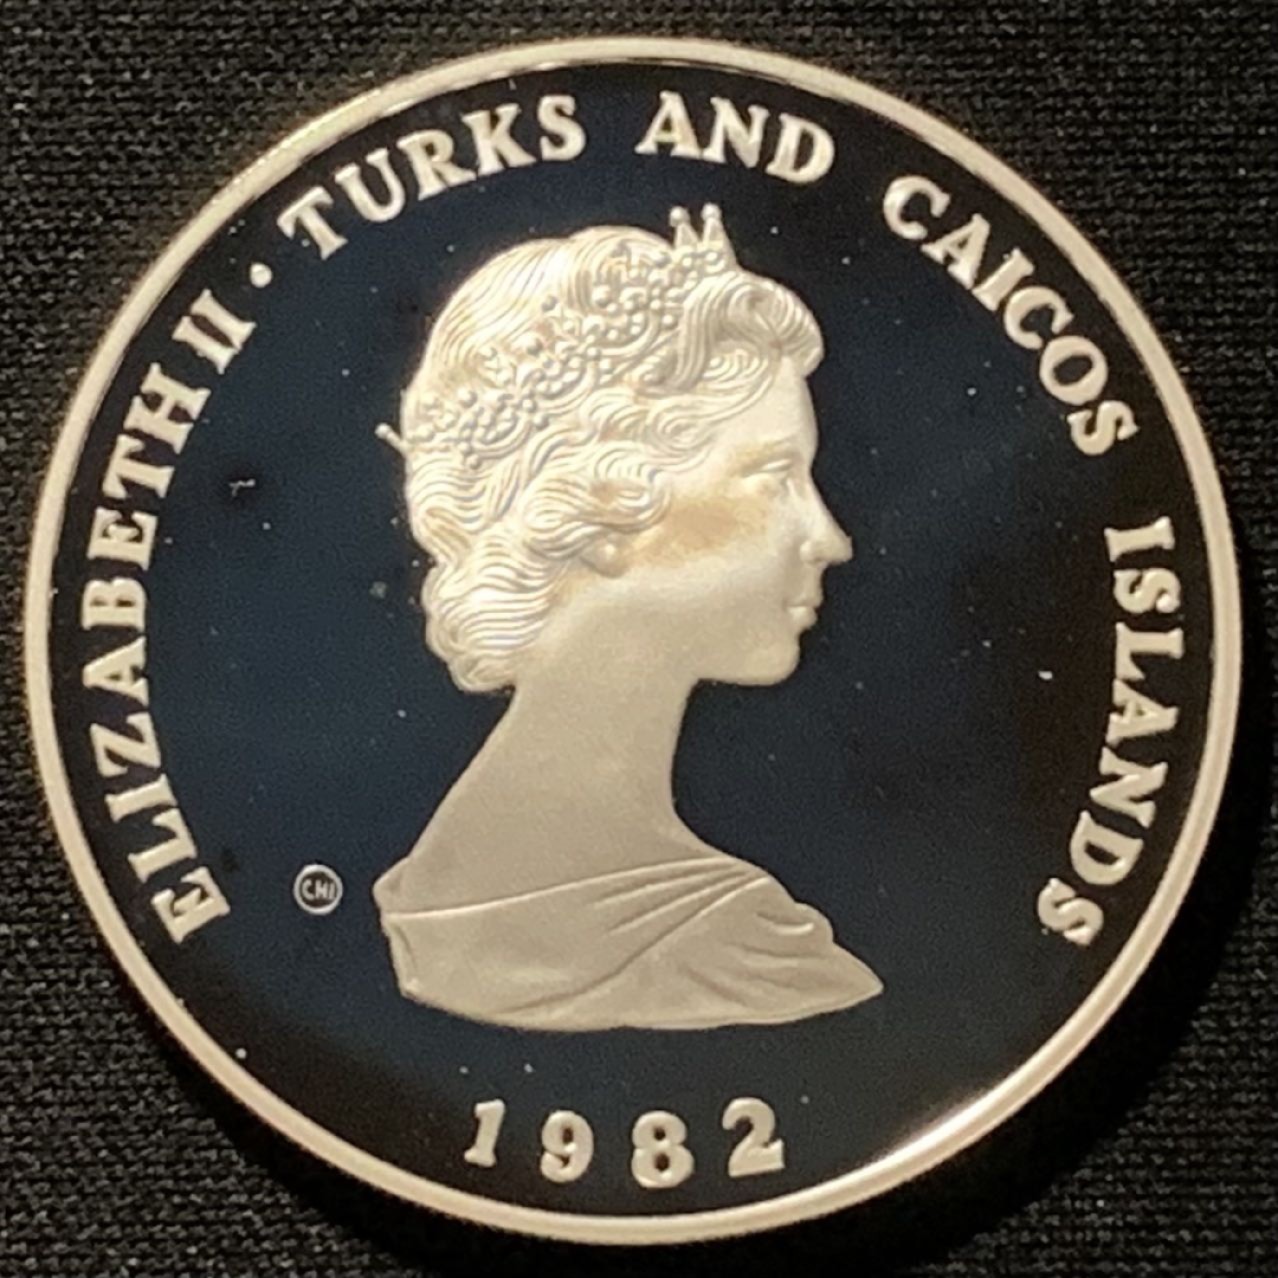 ELIZABETH II · TURKS AND CAICOS ISLANDS
CHI
1982